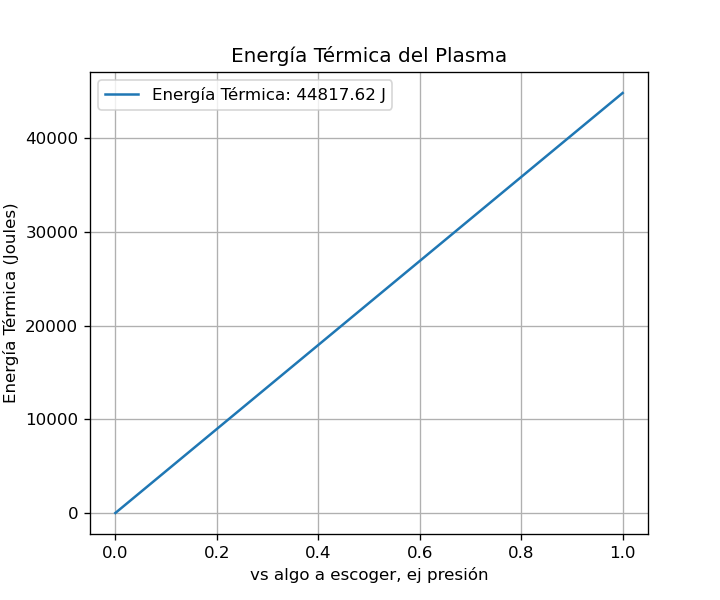 Energía Térmica del Plasma
Energía Térmica: 44817.62 J
Energía Térmica (Joules)
40000
30000
20000
10000
0
0.0 0.2 0.4 0.6 0.8 1.0
vs algo a escoger, ej presión